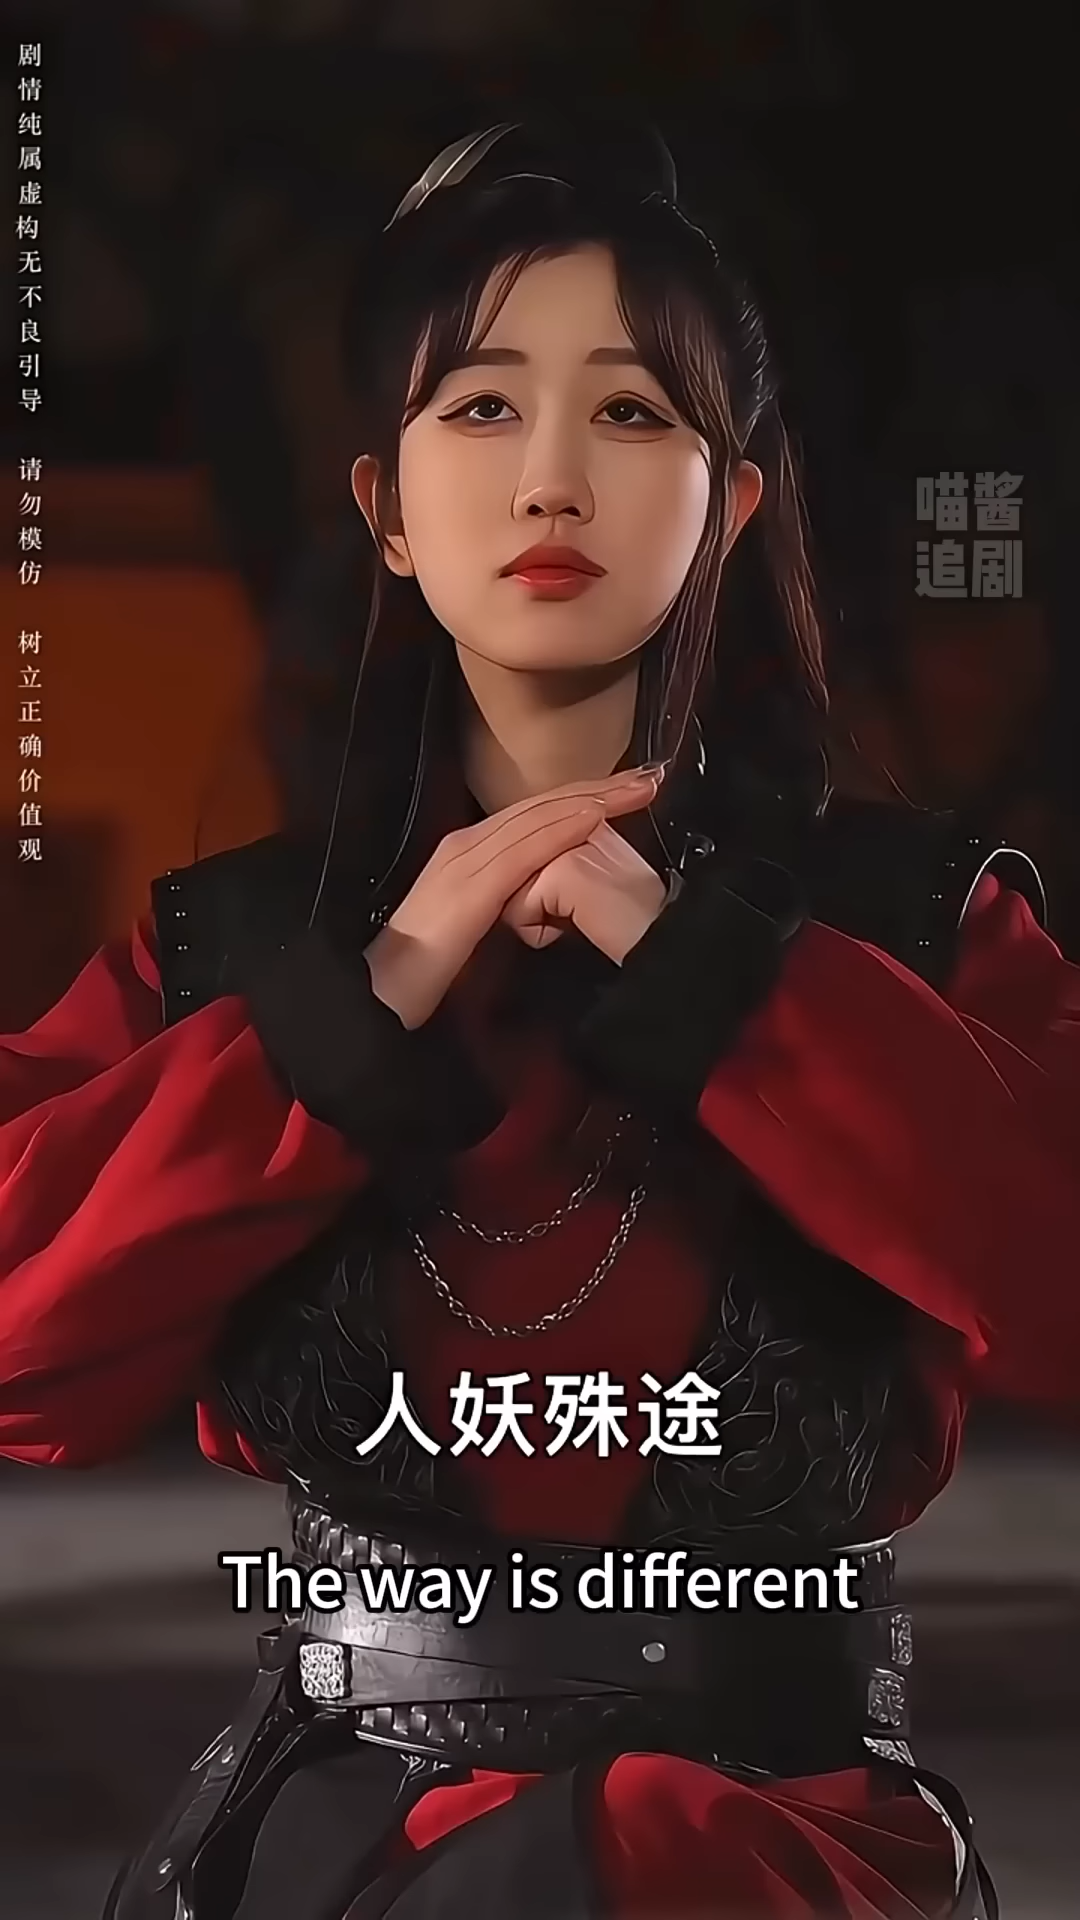 剧情纯属虚构无不良引导 请勿模仿 树立正确价值观
喵酱
追剧
人妖殊途
The way is different